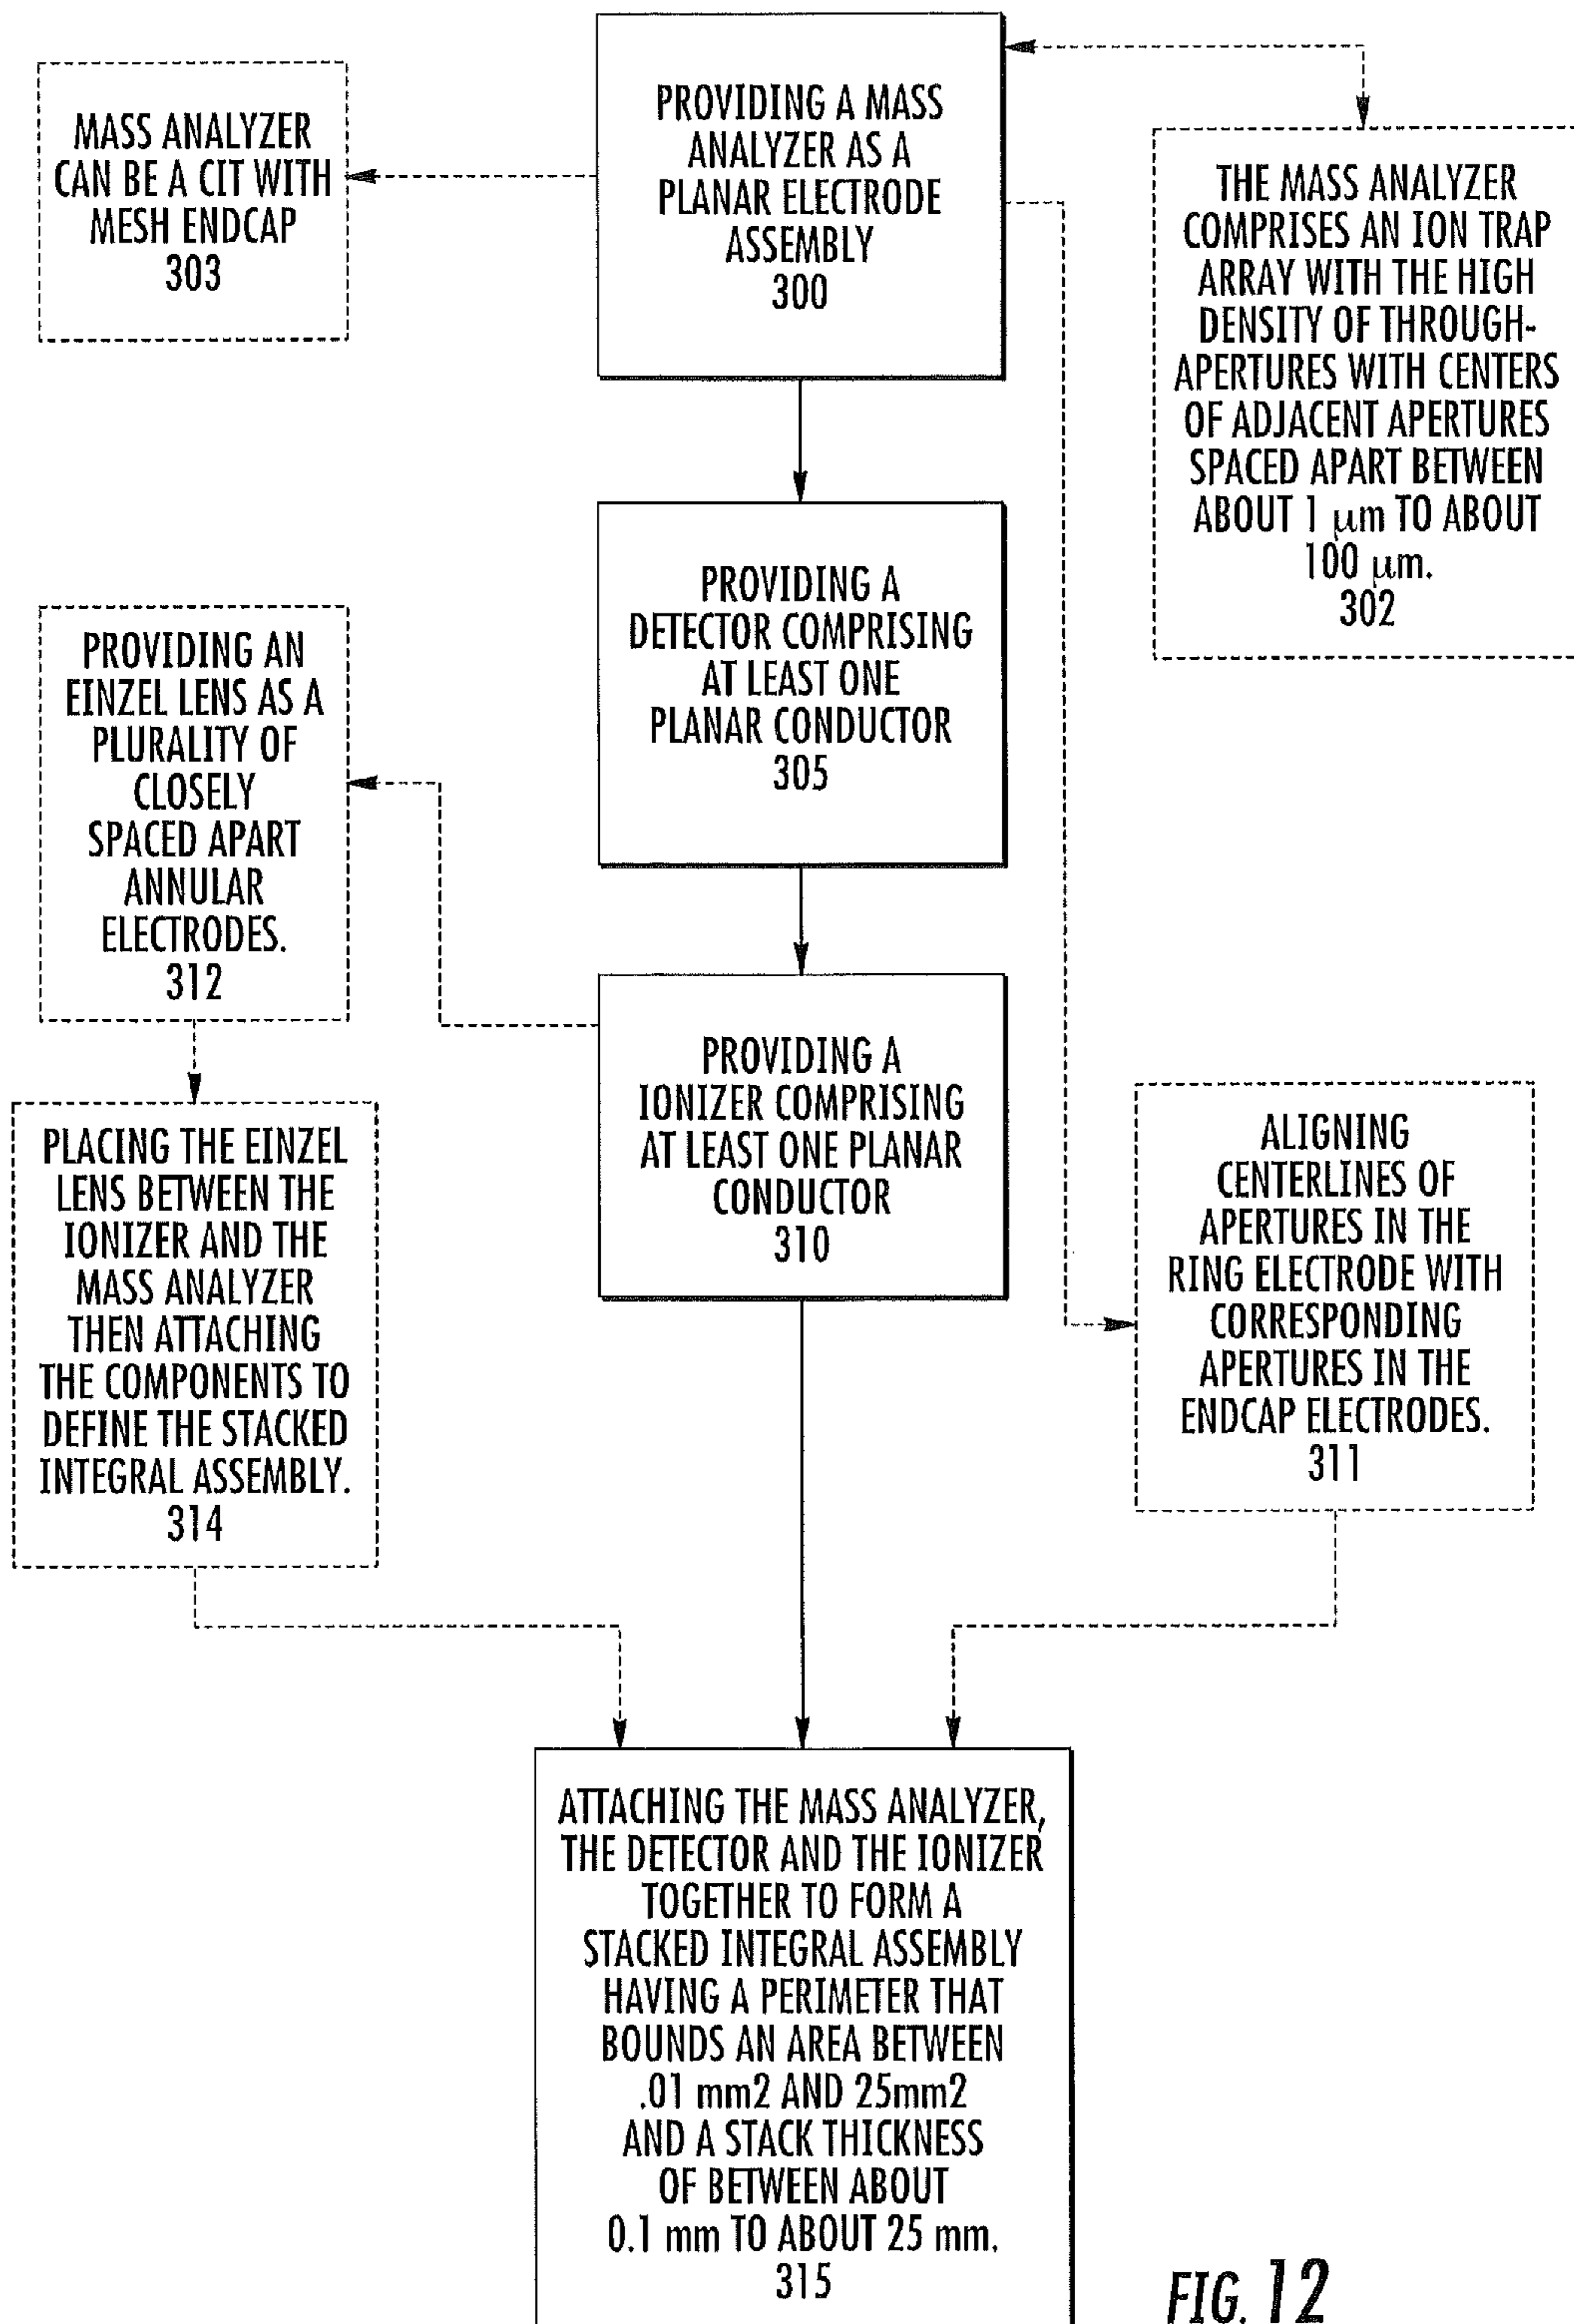 PROVIDING A MASS
ANALYZER AS A
PLANAR ELECTRODE
ASSEMBLY
300
MASS ANALYZER
CAN BE A CIT WITH
MESH ENDCAP
303
THE MASS ANALYZER
COMPRISES AN ION TRAP
ARRAY WITH THE HIGH
DENSITY OF THROUGH-
APERTURES WITH CENTERS
OF ADJACENT APERTURES
SPACED APART BETWEEN
ABOUT 1 μm TO ABOUT
100 μm.
302
PROVIDING A
DETECTOR COMPRISING
AT LEAST ONE
PLANAR CONDUCTOR
305
PROVIDING AN
EINZEL LENS AS A
PLURALITY OF
CLOSELY
SPACED APART
ANNULAR
ELECTRODES.
312
PROVIDING A
IONIZER COMPRISING
AT LEAST ONE PLANAR
CONDUCTOR
310
PLACING THE EINZEL
LENS BETWEEN THE
IONIZER AND THE
MASS ANALYZER
THEN ATTACHING
THE COMPONENTS TO
DEFINE THE STACKED
INTEGRAL ASSEMBLY.
314
ALIGNING
CENTERLINES OF
APERTURES IN THE
RING ELECTRODE WITH
CORRESPONDING
APERTURES IN THE
ENDCAP ELECTRODES.
311
ATTACHING THE MASS ANALYZER,
THE DETECTOR AND THE IONIZER
TOGETHER TO FORM A
STACKED INTEGRAL ASSEMBLY
HAVING A PERIMETER THAT
BOUNDS AN AREA BETWEEN
.01 mm2 AND 25mm2
AND A STACK THICKNESS
OF BETWEEN ABOUT
0.1 mm TO ABOUT 25 mm.
315
FIG. 12